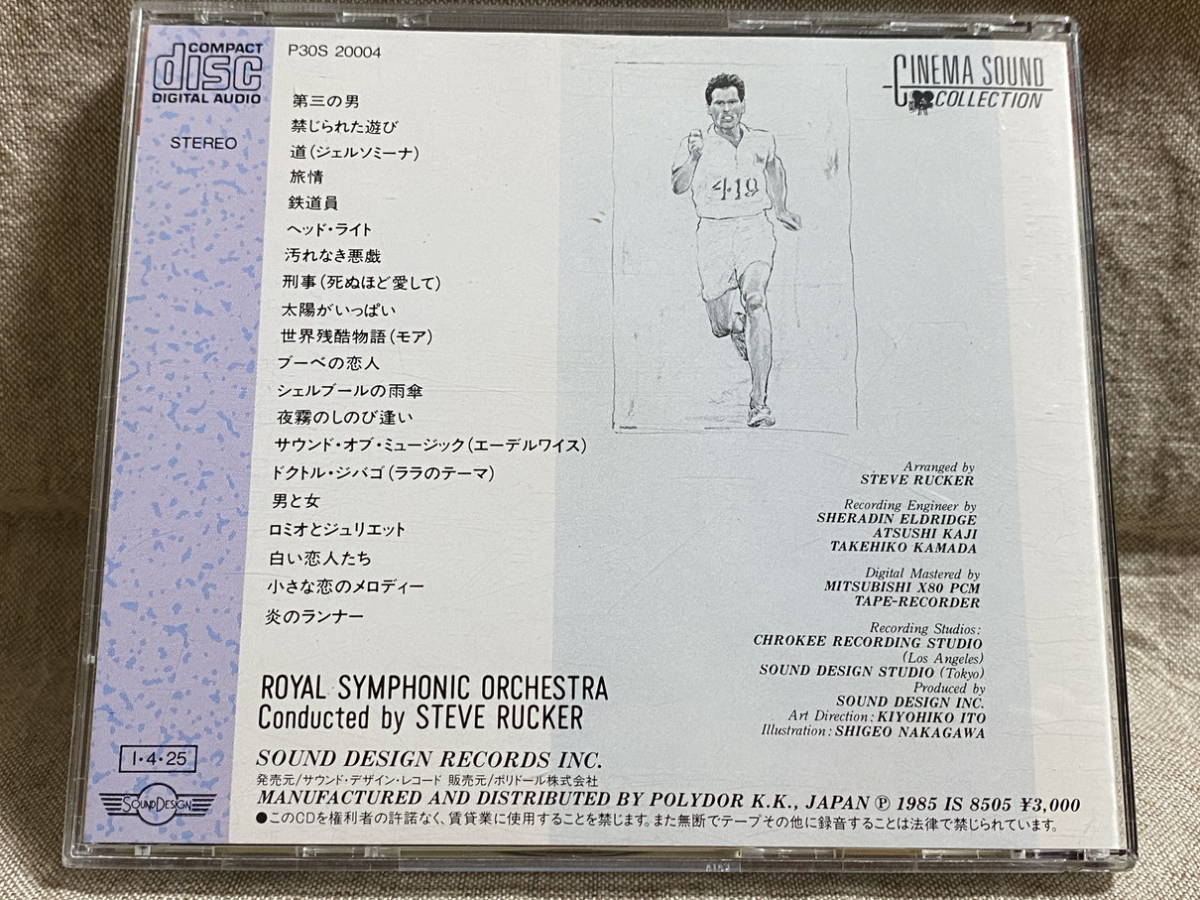 COMPACT
disc
DIGITAL AUDIO
STEREO
P30S 20004
CINEMA SOUND
COLLECTION
第三の男
禁じられた遊び
道(ジェルソミーナ)
旅情
鉄道員
ヘッド・ライト
汚れなき悪戯
刑事(死ぬほど愛して)
太陽がいっぱい
世界残酷物語(モア)
ブーベの恋人
シェルブールの雨傘
夜霧のしのび逢い
サウンド・オブ・ミュージック(エーデルワイス)
ドクトル・ジバゴ(ララのテーマ)
男と女
ロミオとジュリエット
白い恋人たち
小さな恋のメロディー
炎のランナー
419
Arranged by
STEVE RUCKER
Recording Engineer by
SHERADIN ELDRIDGE
ATSUSHI KAJI
TAKEHIKO KAMADA
Digital Mastered by
MITSUBISHI X80 PCM
TAPE-RECORDER
Recording Studios:
CHROKEE RECORDING STUDIO
(Los Angeles)
SOUND DESIGN STUDIO (Tokyo)
Produced by
SOUND DESIGN INC.
Art Direction: KIYOHIKO ITO
Illustration: SHIGEO NAKAGAWA
ROYAL SYMPHONIC ORCHESTRA
Conducted by STEVE RUCKER
I・4・25
SOUND DESIGN
SOUND DESIGN RECORDS INC.
発売元/サウンド・デザイン・レコード 販売元/ポリドール株式会社
MANUFACTURED AND DISTRIBUTED BY POLYDOR K.K., JAPAN Ⓟ 1985 IS 8505 ¥3,000
●このCDを権利者の許諾なく、賃貸業に使用することを禁じます。また無断でテープその他に録音することは法律で禁じられています。